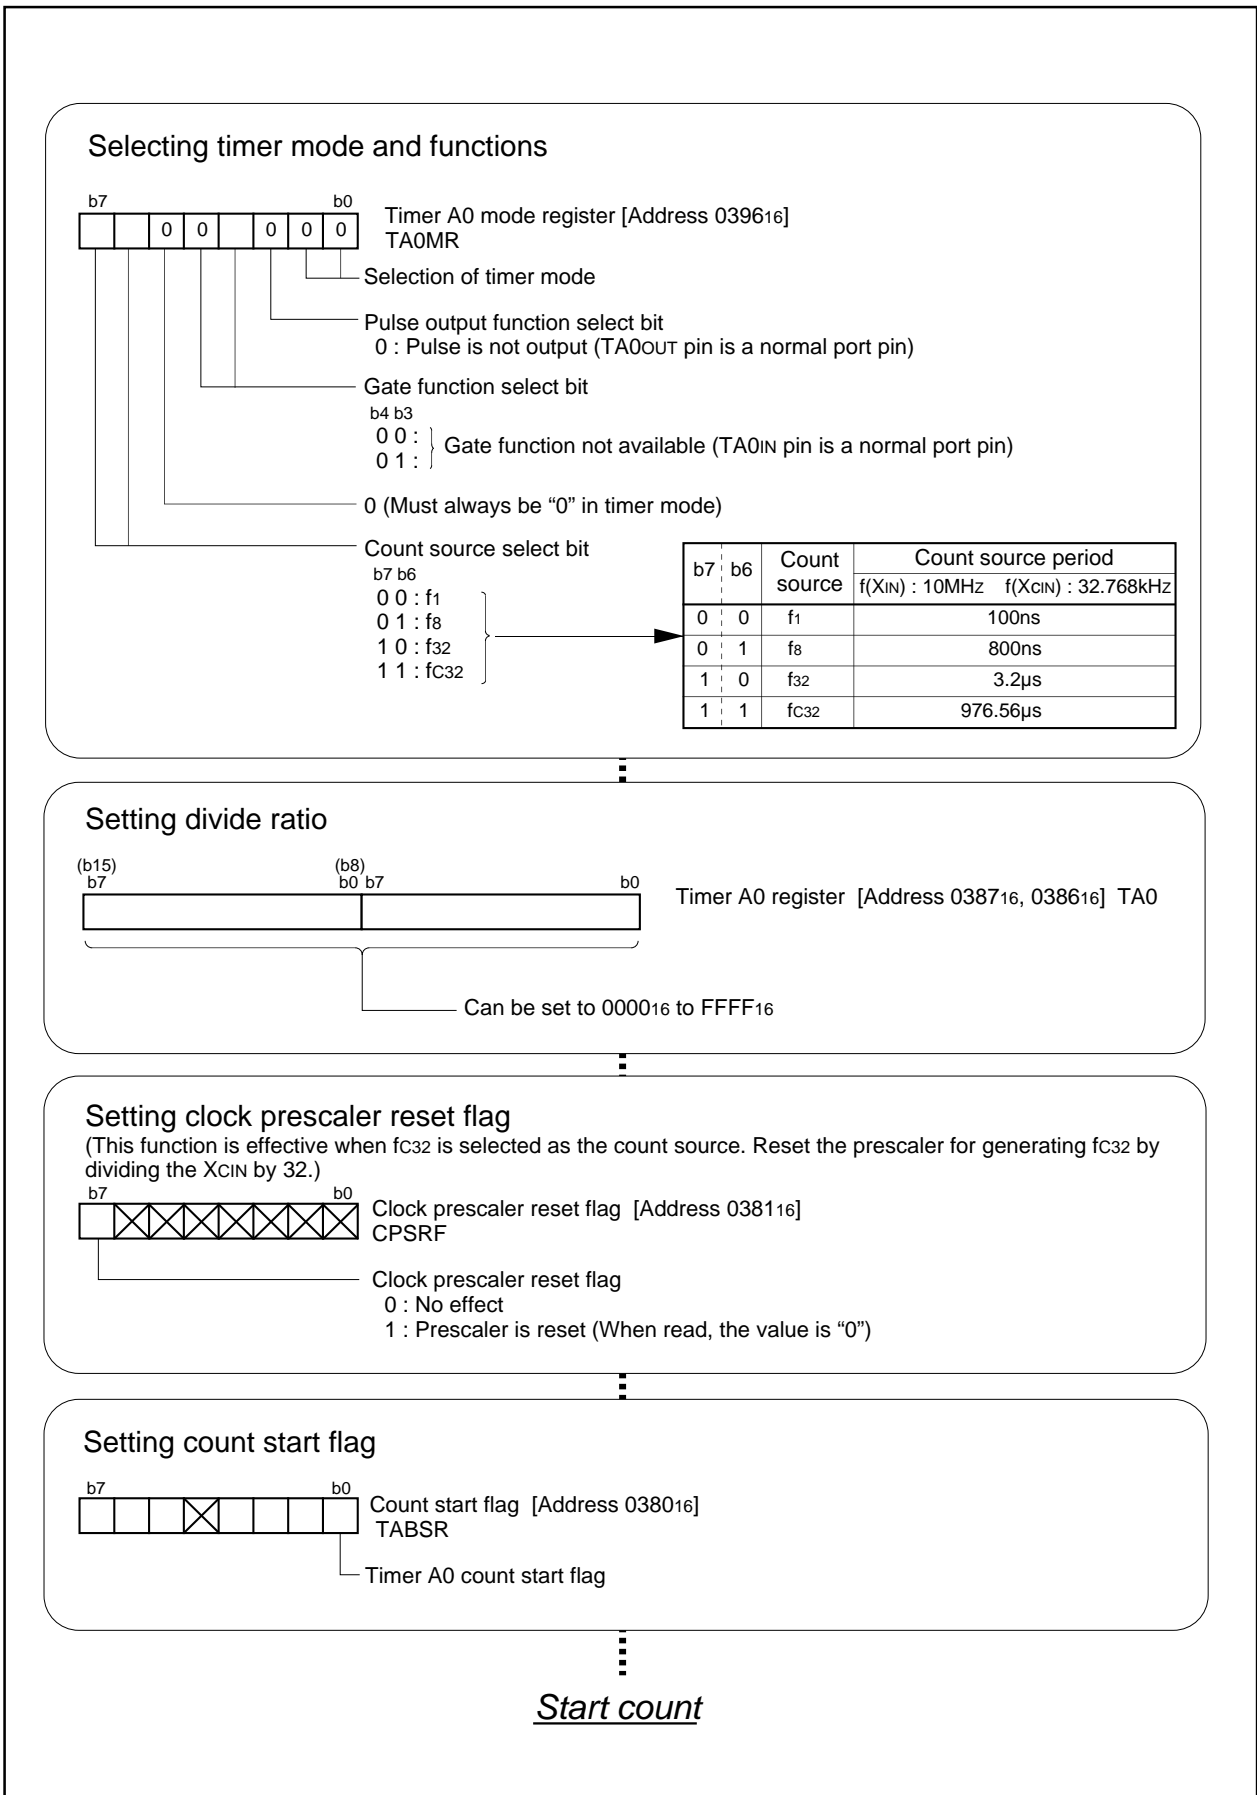 Selecting timer mode and functions
b7 b0
0 0 0 0 0
Timer A0 mode register [Address 039616]
TA0MR
Selection of timer mode
Pulse output function select bit
0 : Pulse is not output (TA0OUT pin is a normal port pin)
Gate function select bit
b4 b3
0 0 :
0 1 :
Gate function not available (TA0IN pin is a normal port pin)
0 (Must always be “0” in timer mode)
Count source select bit
b7 b6
0 0 : f1
0 1 : f8
1 0 : f32
1 1 : fC32
b7 b6 Count source Count source period
f(XIN) : 10MHz f(XCIN) : 32.768kHz
0 0 f1 100ns
0 1 f8 800ns
1 0 f32 3.2µs
1 1 fC32 976.56µs
Setting divide ratio
(b15) (b8)
b7 b0 b7 b0
Timer A0 register [Address 038716, 038616] TA0
Can be set to 000016 to FFFF16
Setting clock prescaler reset flag
(This function is effective when fC32 is selected as the count source. Reset the prescaler for generating fC32 by
dividing the XCIN by 32.)
b7 b0
Clock prescaler reset flag [Address 038116]
CPSRF
Clock prescaler reset flag
0 : No effect
1 : Prescaler is reset (When read, the value is “0”)
Setting count start flag
b7 b0
Count start flag [Address 038016]
TABSR
Timer A0 count start flag
Start count